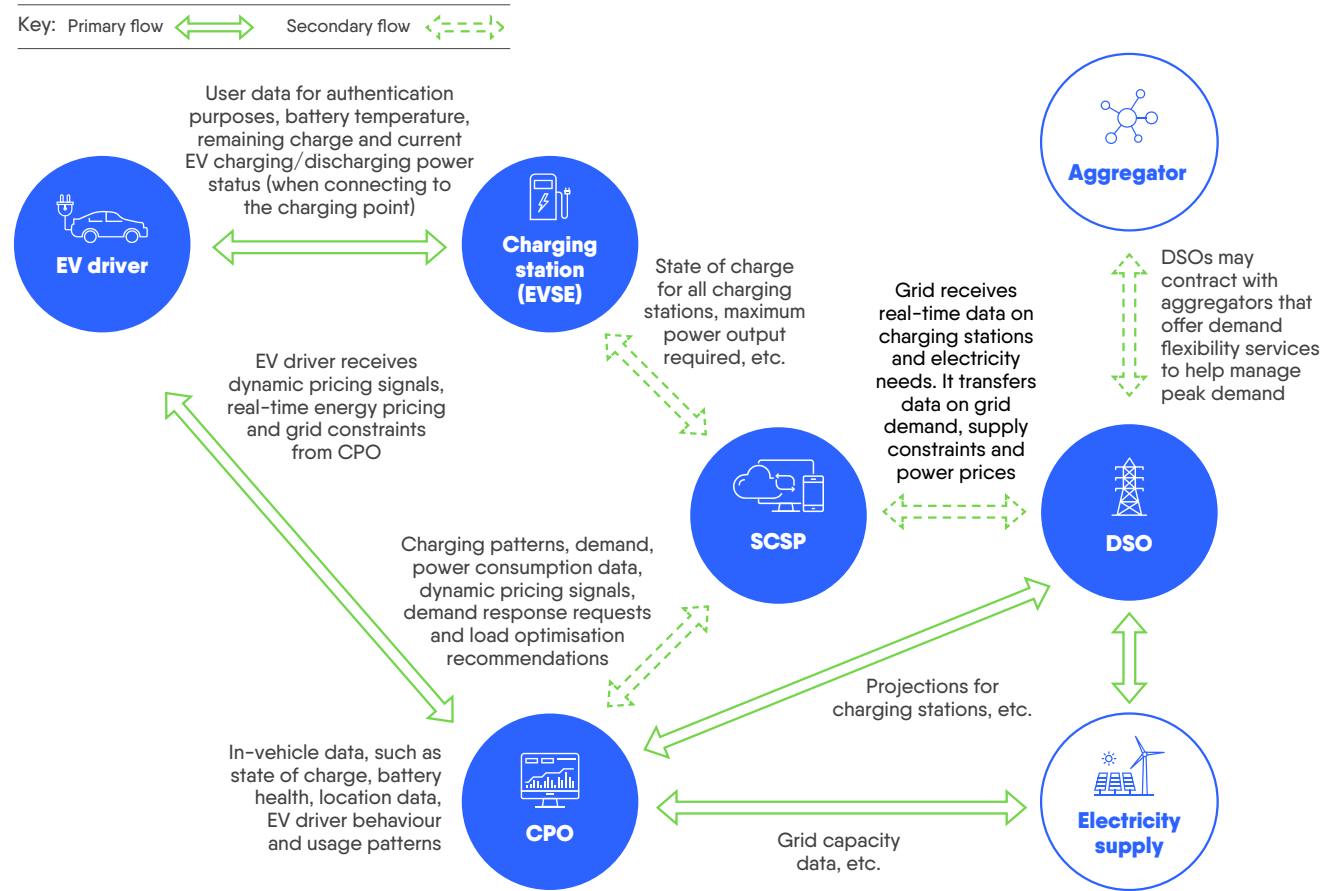 Key: Primary flow Secondary flow
User data for authentication
purposes, battery temperature,
remaining charge and current
EV charging/discharging power
status (when connecting to
the charging point)
EV driver
Charging
station
(EVSE)
Aggregator
State of charge
for all charging
stations, maximum
power output
required, etc.
Grid receives
real-time data on
charging stations
and electricity
needs. It transfers
data on grid
demand, supply
constraints and
power prices
DSOs may
contract with
aggregators that
offer demand
flexibility services
to help manage
peak demand
EV driver receives
dynamic pricing signals,
real-time energy pricing
and grid constraints
from CPO
SCSP
DSO
Charging patterns, demand,
power consumption data,
dynamic pricing signals,
demand response requests
and load optimisation
recommendations
Projections for
charging stations, etc.
In-vehicle data, such as
state of charge, battery
health, location data,
EV driver behaviour
and usage patterns
CPO
Grid capacity
data, etc.
Electricity
supply